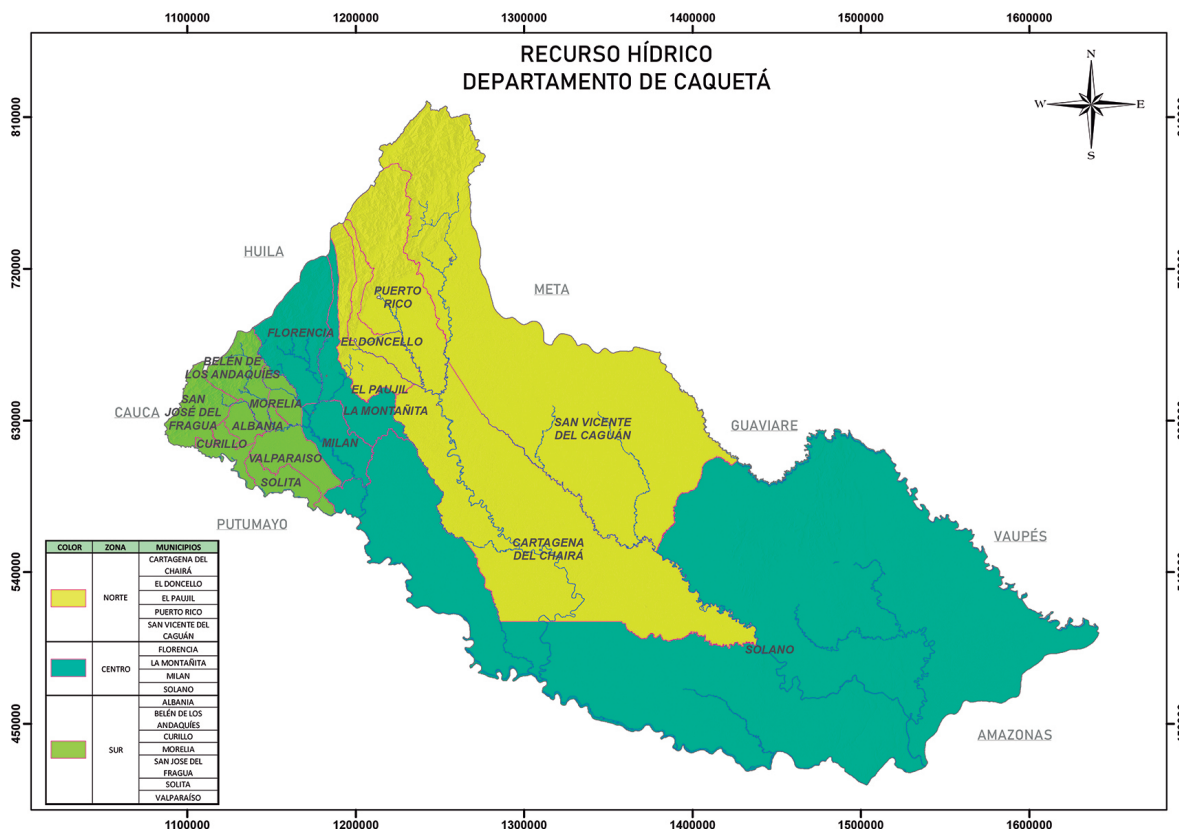 1100000 1200000 1300000 1400000 1500000 1600000
RECURSO HÍDRICO
DEPARTAMENTO DE CAQUETÁ
N
W E
S
810000
720000
630000
540000
450000
HUILA
META
CAUCA
GUAVIARE
PUTUMAYO
VAUPÉS
AMAZONAS
PUERTO
RICO
FLORENCIA
EL DONCELLO
BELÉN DE
LOS ANDAQUÍES
EL PAUJIL
SAN
JOSÉ DEL
FRAGUA
MORELIA
LA MONTAÑITA
ALBANIA
SAN VICENTE
DEL CAGUÁN
CURILLO
MILAN
VALPARAISO
SOLITA
CARTAGENA
DEL CHAIRÁ
SOLANO
COLOR ZONA MUNICIPIOS
NORTE
CARTAGENA DEL
CHAIRÁ
EL DONCELLO
EL PAUJIL
PUERTO RICO
SAN VICENTE DEL
CAGUÁN
CENTRO
FLORENCIA
LA MONTAÑITA
MILAN
SOLANO
SUR
ALBANIA
BELÉN DE LOS
ANDAQUÍES
CURILLO
MORELIA
SAN JOSE DEL
FRAGUA
SOLITA
VALPARAÍSO
1100000 1200000 1300000 1400000 1500000 1600000